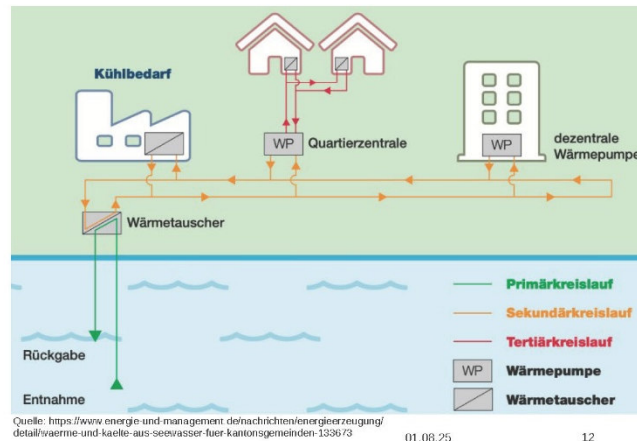 Kühlbedarf
WP
Quartierzentrale
WP
dezentrale
Wärmepumpe
Wärmetauscher
Primärkreislauf
Sekundärkreislauf
Tertiärkreislauf
Rückgabe
WP Wärmepumpe
Entnahme
Wärmetauscher
Quelle: https://www.energie-und-management.de/nachrichten/energieerzeugung/
detail/waerme-und-kaelte-aus-seewasser-fuer-kantonsgemeinden-133673
01.08.25
12